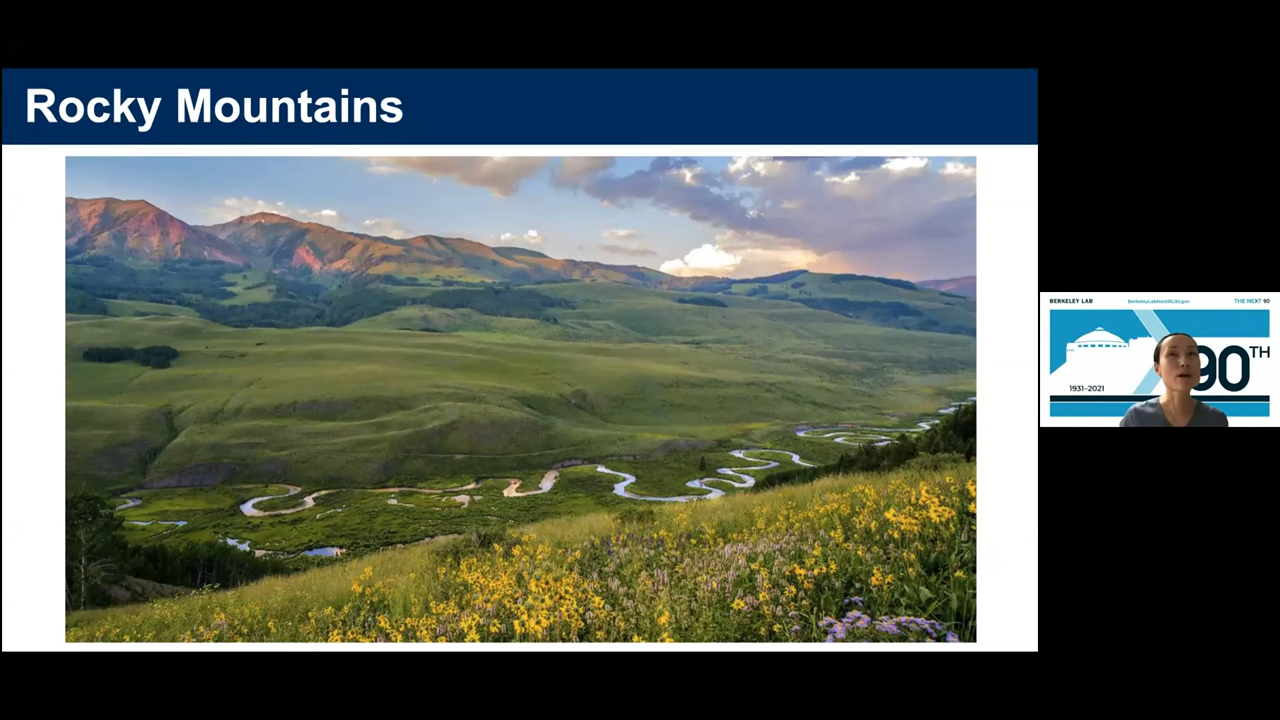 Rocky Mountains
BERKELEY LAB
BerkeleyLabNext90.lbl.gov
THE NEXT 90
90TH
1931–2021